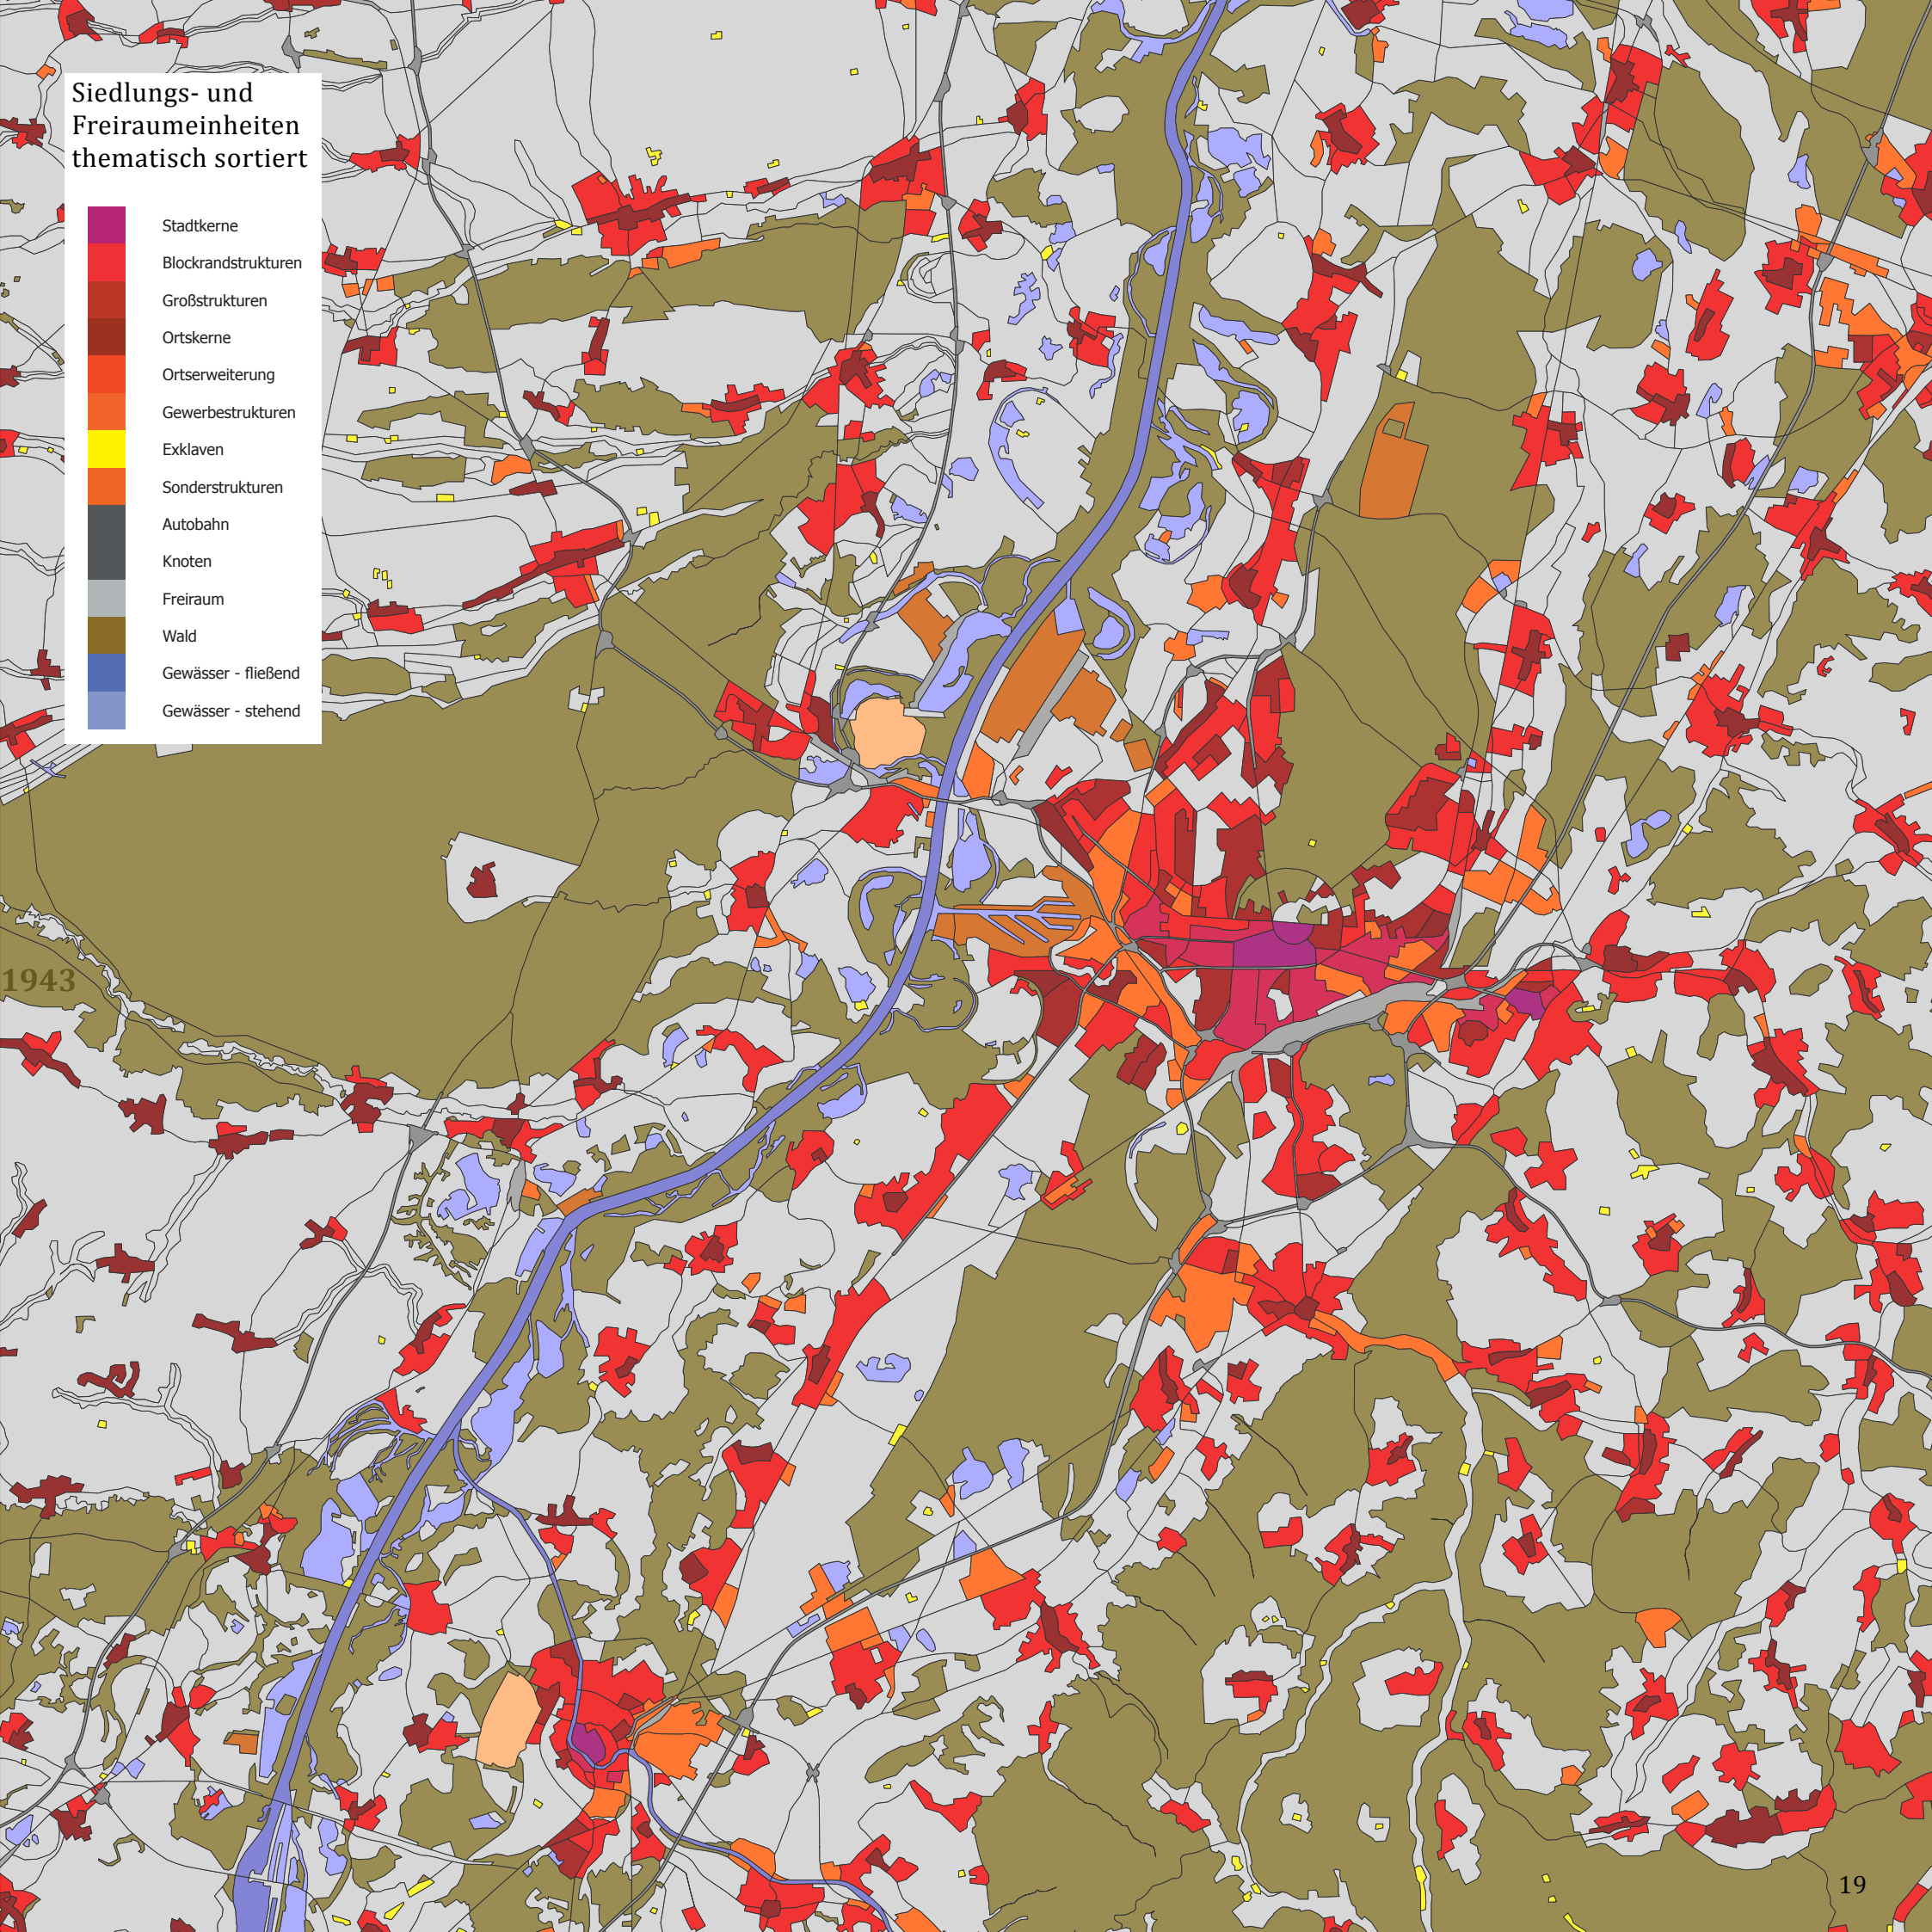 Siedlungs- und
Freiraumeinheiten
thematisch sortiert
Stadtkerne
Blockrandstrukturen
Großstrukturen
Ortskerne
Ortserweiterung
Gewerbestrukturen
Exklaven
Sonderstrukturen
Autobahn
Knoten
Freiraum
Wald
Gewässer - fließend
Gewässer - stehend
1943
19